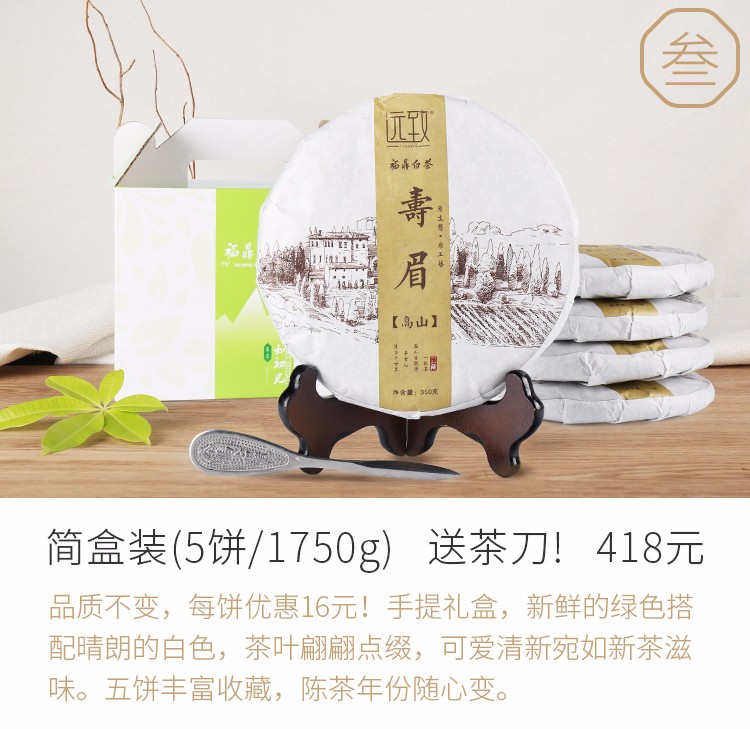 叁
远致
福鼎白茶
壽
眉
原生態·原工藝
【高山】
净含量：350克
福鼎
简盒装(5饼/1750g) 送茶刀! 418元
品质不变，每饼优惠16元！手提礼盒，新鲜的绿色搭
配晴朗的白色，茶叶翩翩点缀，可爱清新宛如新茶滋
味。五饼丰富收藏，陈茶年份随心变。